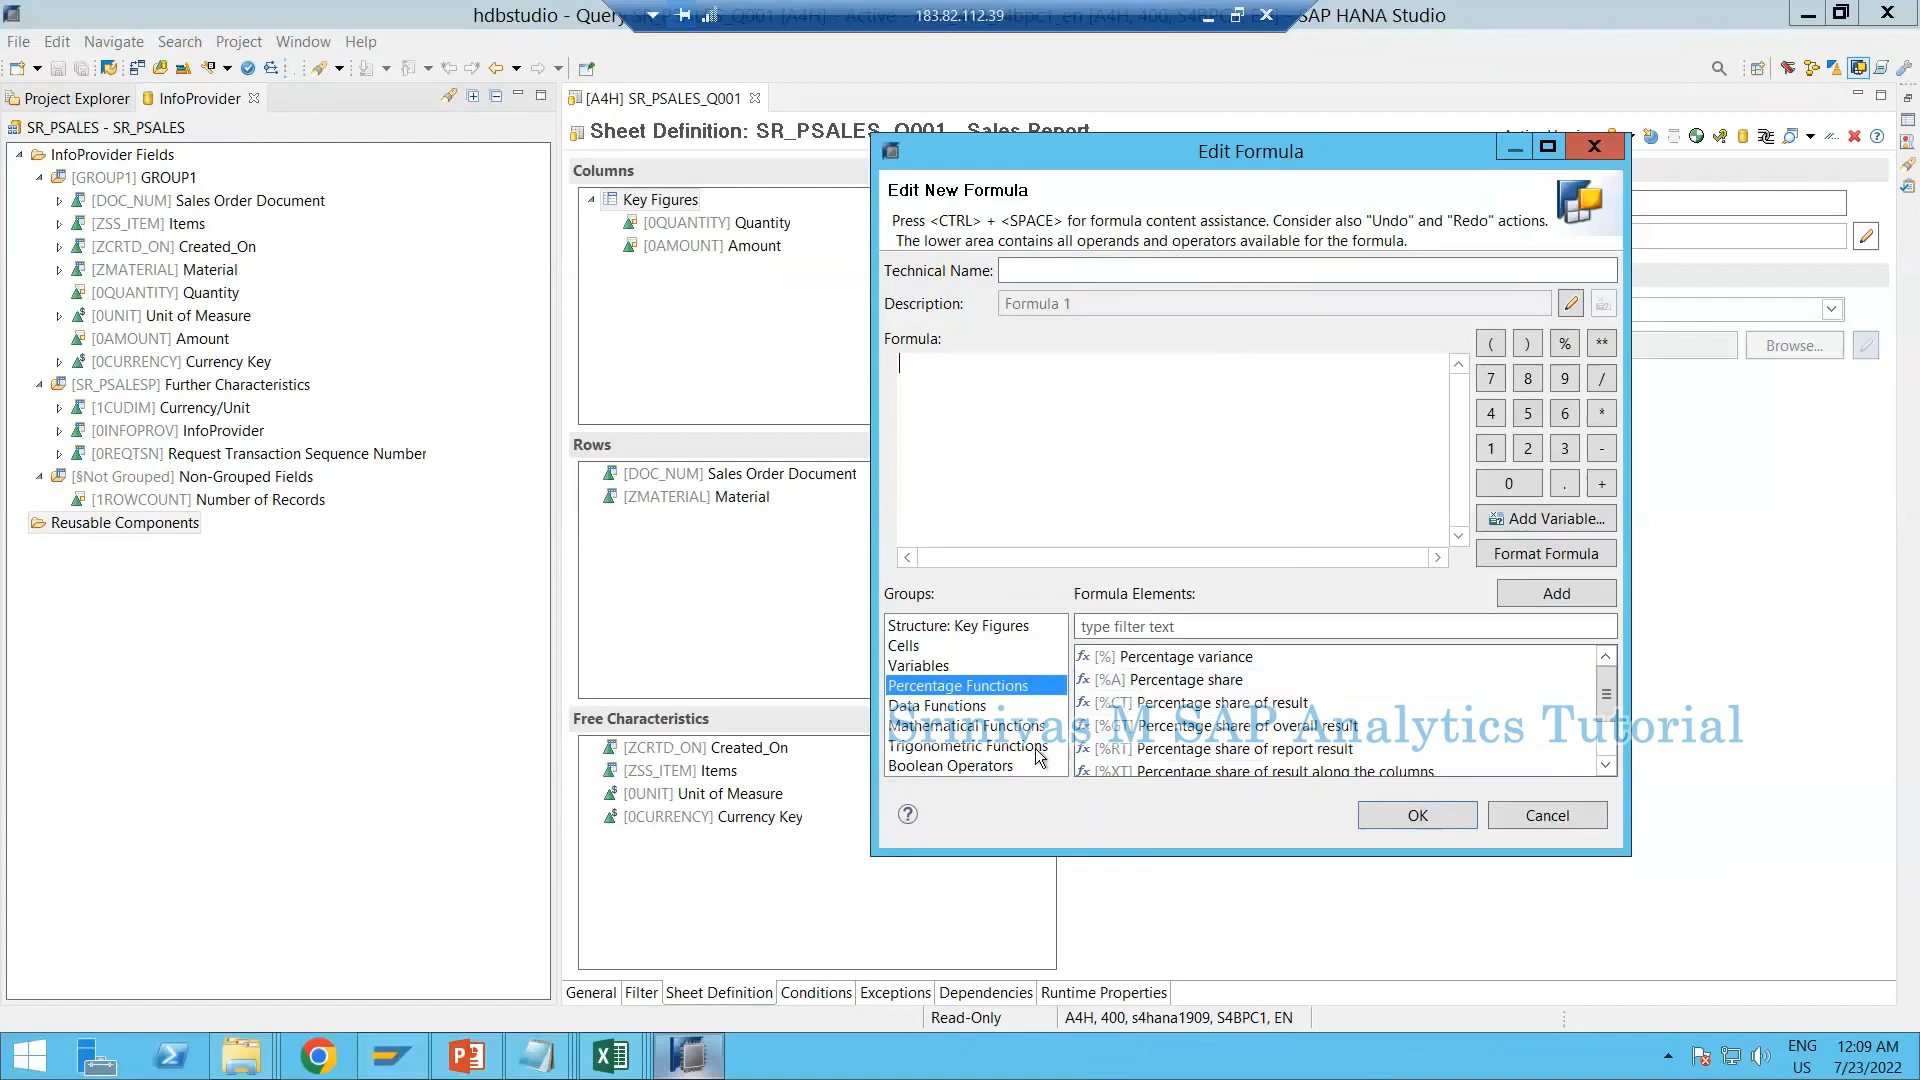 hdbstudio - Query SR_PSALES_Q001 [A4H] - Active -
183.82.112.39
SAP HANA Studio
File Edit Navigate Search Project Window Help
Project Explorer InfoProvider
[A4H] SR_PSALES_Q001
SR_PSALES - SR_PSALES
Sheet Definition: SR_PSALES_Q001 Sales Report
InfoProvider Fields
[GROUP1] GROUP1
[DOC_NUM] Sales Order Document
[ZSS_ITEM] Items
[ZCRTD_ON] Created_On
[ZMATERIAL] Material
[0QUANTITY] Quantity
[0UNIT] Unit of Measure
[0AMOUNT] Amount
[0CURRENCY] Currency Key
[SR_PSALESP] Further Characteristics
[1CUDIM] Currency/Unit
[0INFOPROV] InfoProvider
[0REQTSN] Request Transaction Sequence Number
[§Not Grouped] Non-Grouped Fields
[1ROWCOUNT] Number of Records
Reusable Components
Columns
Key Figures
[0QUANTITY] Quantity
[0AMOUNT] Amount
Rows
[DOC_NUM] Sales Order Document
[ZMATERIAL] Material
Free Characteristics
[ZCRTD_ON] Created_On
[ZSS_ITEM] Items
[0UNIT] Unit of Measure
[0CURRENCY] Currency Key
Edit Formula
Edit New Formula
Press <CTRL> + <SPACE> for formula content assistance. Consider also "Undo" and "Redo" actions.
The lower area contains all operands and operators available for the formula.
Technical Name:
Description: Formula 1
Formula:
( ) % **
7 8 9 /
4 5 6 *
1 2 3 -
0 . +
Add Variable...
Format Formula
Browse...
Groups: Formula Elements: Add
Structure: Key Figures
Cells
Variables
Percentage Functions
Data Functions
Mathematical Functions
Trigonometric Functions
Boolean Operators
type filter text
[%] Percentage variance
[%A] Percentage share
[%CT] Percentage share of result
[%GT] Percentage share of overall result
[%RT] Percentage share of report result
[%XT] Percentage share of result along the columns
Srinivas M SAP Analytics Tutorial
OK Cancel
General Filter Sheet Definition Conditions Exceptions Dependencies Runtime Properties
Read-Only A4H, 400, s4hana1909, S4BPC1, EN
ENG 12:09 AM
US 7/23/2022